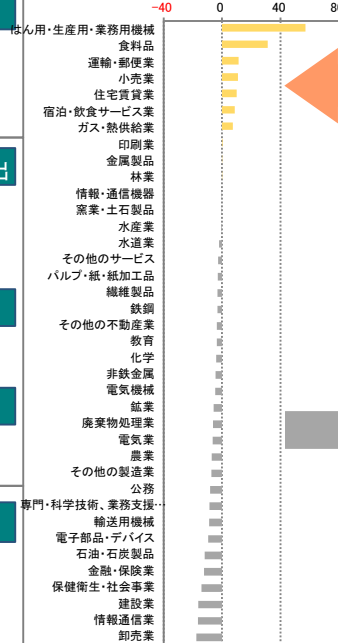 -40 0 40 80
はん用・生産用・業務用機械
食料品
運輸・郵便業
小売業
住宅賃貸業
宿泊・飲食サービス業
ガス・熱供給業
印刷業
金属製品
林業
情報・通信機器
窯業・土石製品
水産業
水道業
その他のサービス
パルプ・紙・紙加工品
繊維製品
鉄鋼
その他の不動産業
教育
化学
非鉄金属
電気機械
鉱業
廃棄物処理業
電気業
農業
その他の製造業
公務
専門・科学技術、業務支援…
輸送用機械
電子部品・デバイス
石油・石炭製品
金融・保険業
保健衛生・社会事業
建設業
情報通信業
卸売業
出